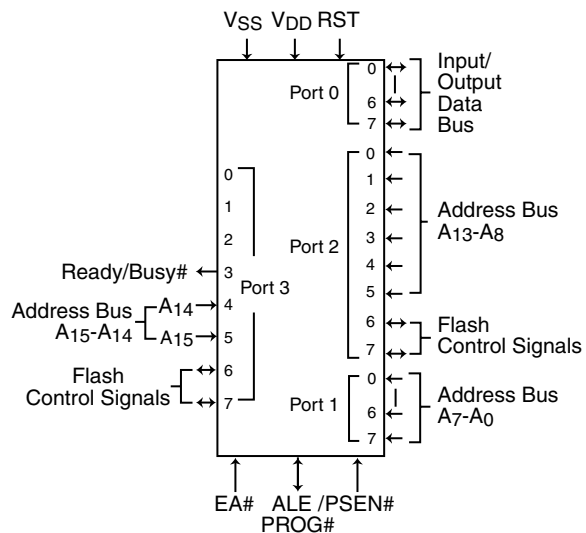 VSS VDD RST
Port 0
0
6
7
Input/
Output
Data
Bus
Port 2
0
1
2
3
4
5
6
7
Address Bus
A13-A8
Flash
Control Signals
Port 1
0
6
7
Address Bus
A7-A0
Port 3
0
1
2
3
4
5
6
7
Ready/Busy#
Address Bus
A15-A14
A14
A15
Flash
Control Signals
EA# ALE /PSEN#
PROG#